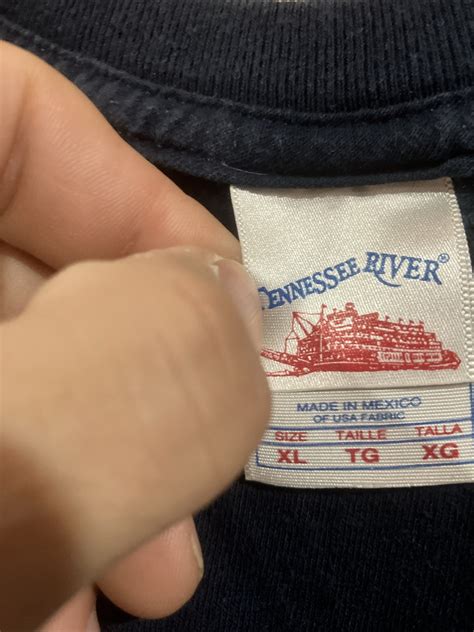 TENNESSEE RIVER®
MADE IN MEXICO
OF USA FABRIC
SIZE TAILLE TALLA
XL TG XG